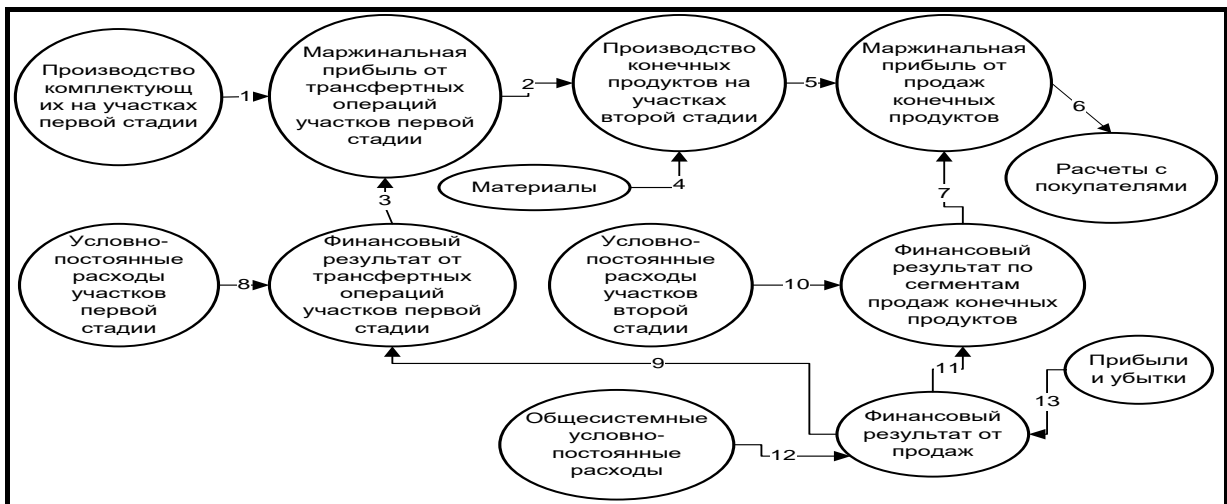 Производство
комплектующ
их на участках
первой стадии
1
Маржинальная
прибыль от
трансфертных
операций
участков первой
стадии
2
Производство
конечных
продуктов на
участках
второй стадии
5
Маржинальная
прибыль от
продаж
конечных
продуктов
6
Расчеты с
покупателями
Материалы
4
3
7
Условно-
постоянные
расходы
участков
первой
стадии
8
Финансовый
результат от
трансфертных
операций
участков первой
стадии
Условно-
постоянные
расходы
участков
второй
стадии
10
Финансовый
результат по
сегментам
продаж конечных
продуктов
9
11
Прибыли
и убытки
13
Общесистемные
условно-
постоянные
расходы
12
Финансовый
результат от
продаж